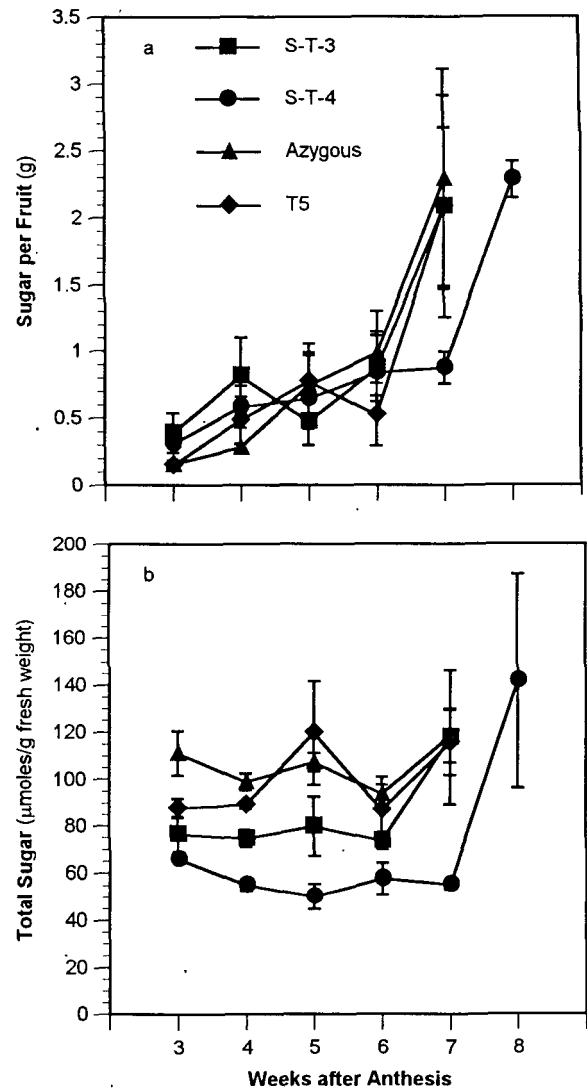 a
S-T-3
S-T-4
Azygous
T5
Sugar per Fruit (g)
3.5
3
2.5
2
1.5
1
0.5
0
b
Total Sugar (μmoles/g fresh weight)
200
180
160
140
120
100
80
60
40
20
0
3 4 5 6 7 8
Weeks after Anthesis